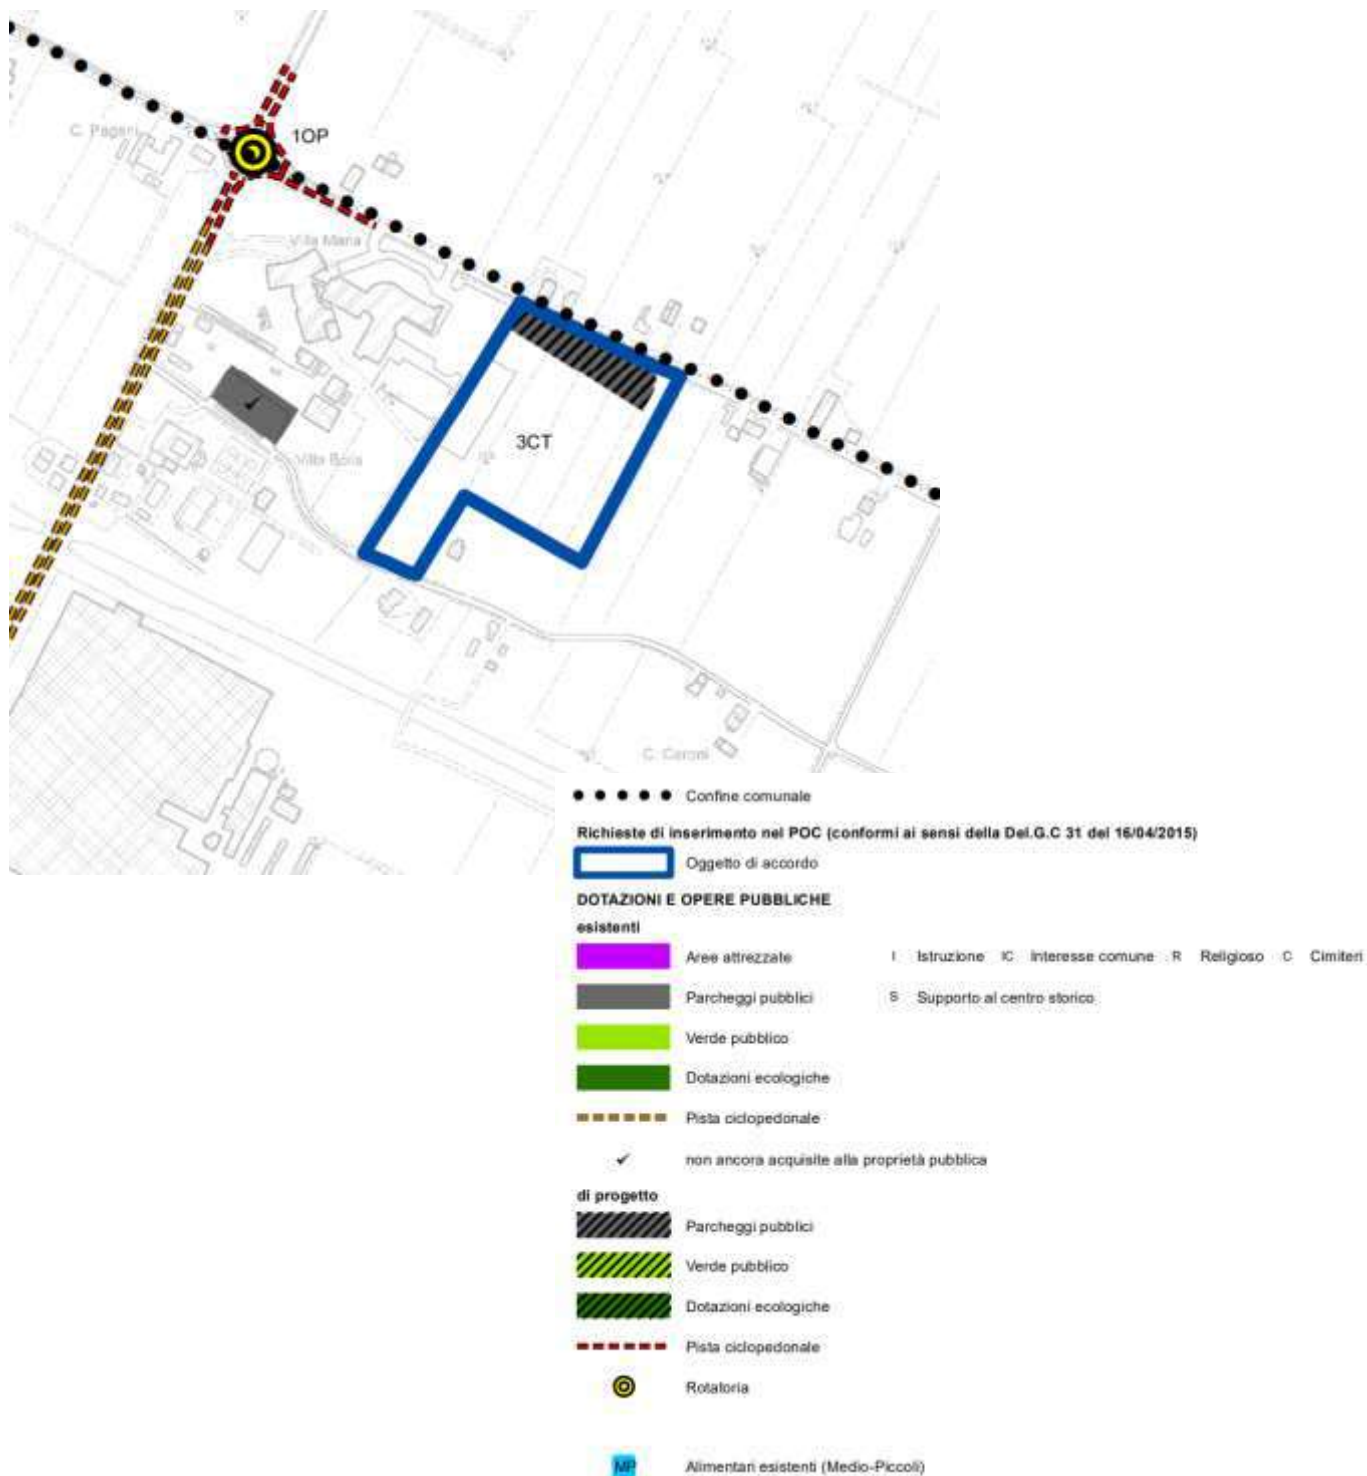 C. Pagani
1OP
Villa Maria
3CT
C. Caroni
Confine comunale
Richieste di inserimento nel POC (conformi ai sensi della Del.G.C 31 del 16/04/2015)
Oggetto di accordo
DOTAZIONI E OPERE PUBBLICHE
esistenti
Aree attrezzate I Istruzione IC Interesse comune R Religioso C Cimiteri
Parcheggi pubblici S Supporto al centro storico
Verde pubblico
Dotazioni ecologiche
Pista ciclopedonale
non ancora acquisite alla proprietà pubblica
di progetto
Parcheggi pubblici
Verde pubblico
Dotazioni ecologiche
Pista ciclopedonale
Rotatoria
MP Alimentari esistenti (Medio-Piccoli)